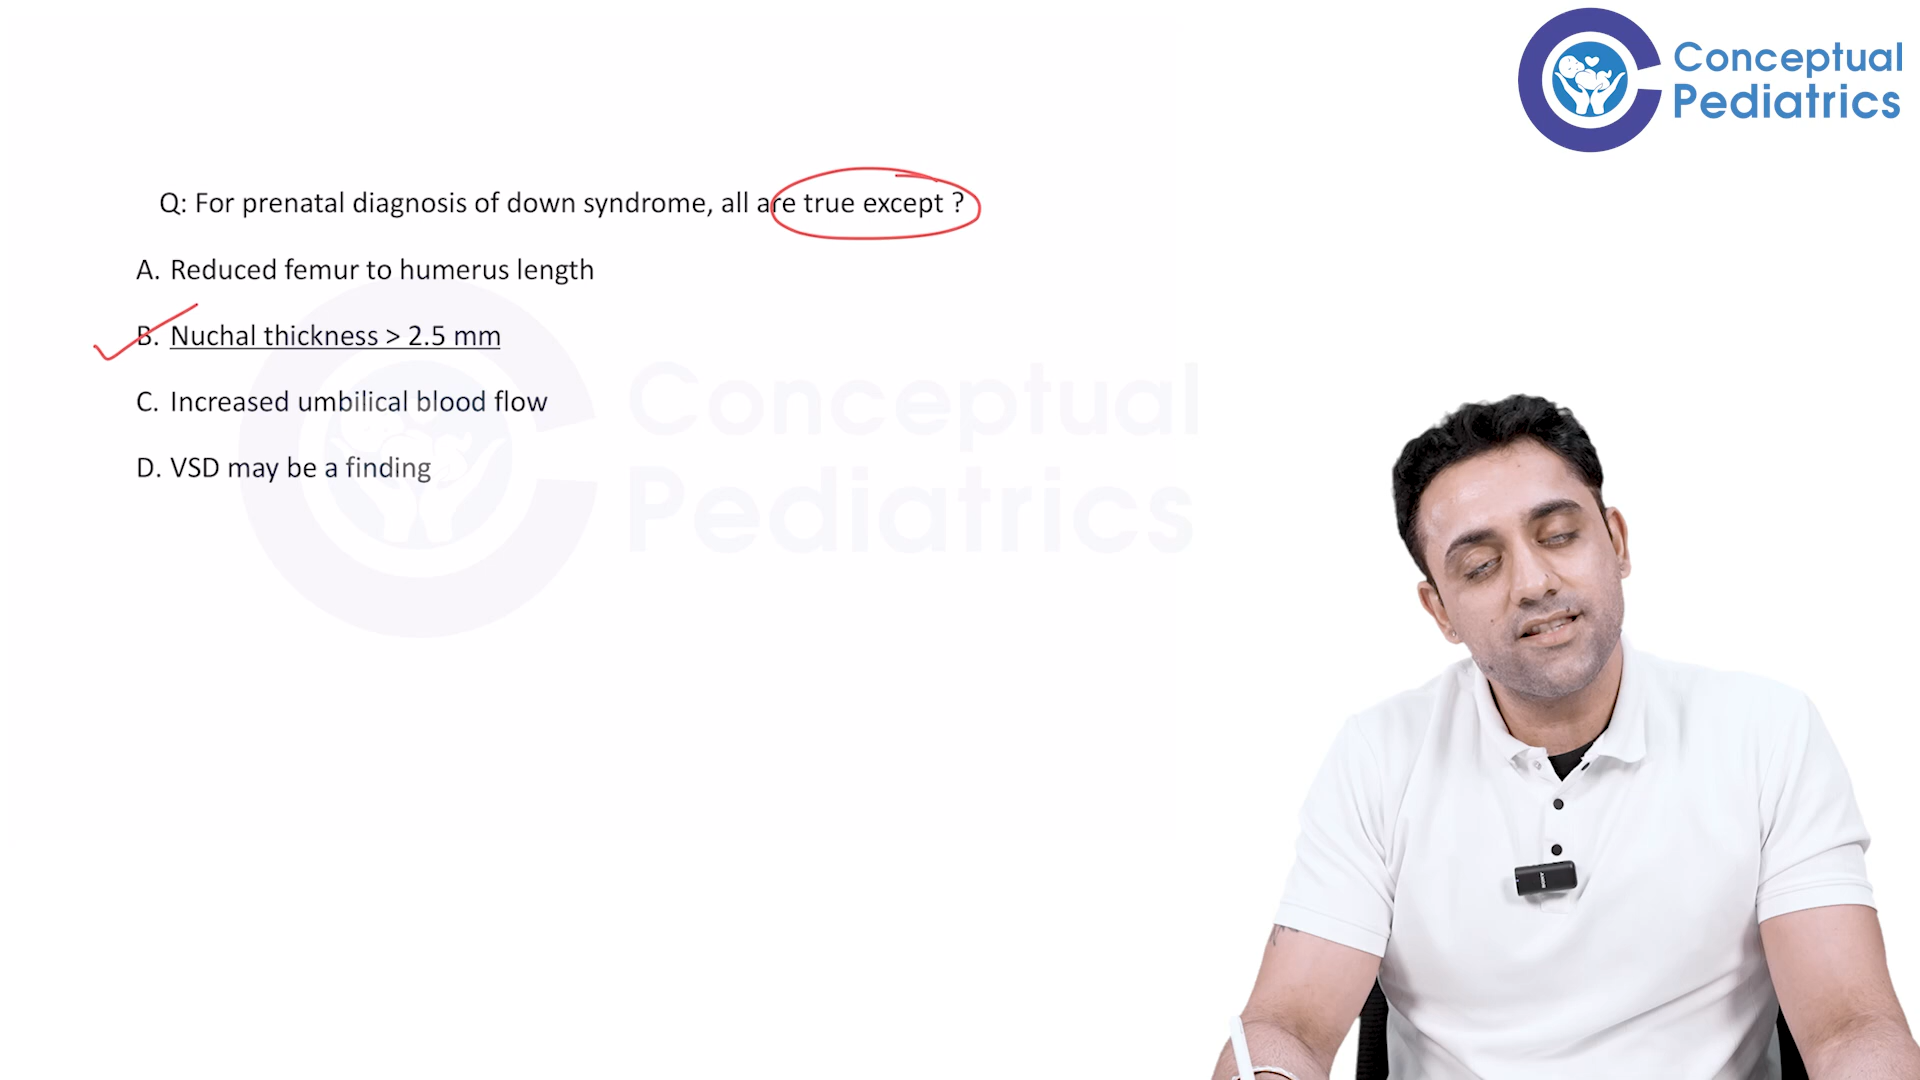 Conceptual
Pediatrics
Q: For prenatal diagnosis of down syndrome, all are true except ?
A. Reduced femur to humerus length
B. Nuchal thickness > 2.5 mm
C. Increased umbilical blood flow
D. VSD may be a finding
Conceptual
Pediatrics